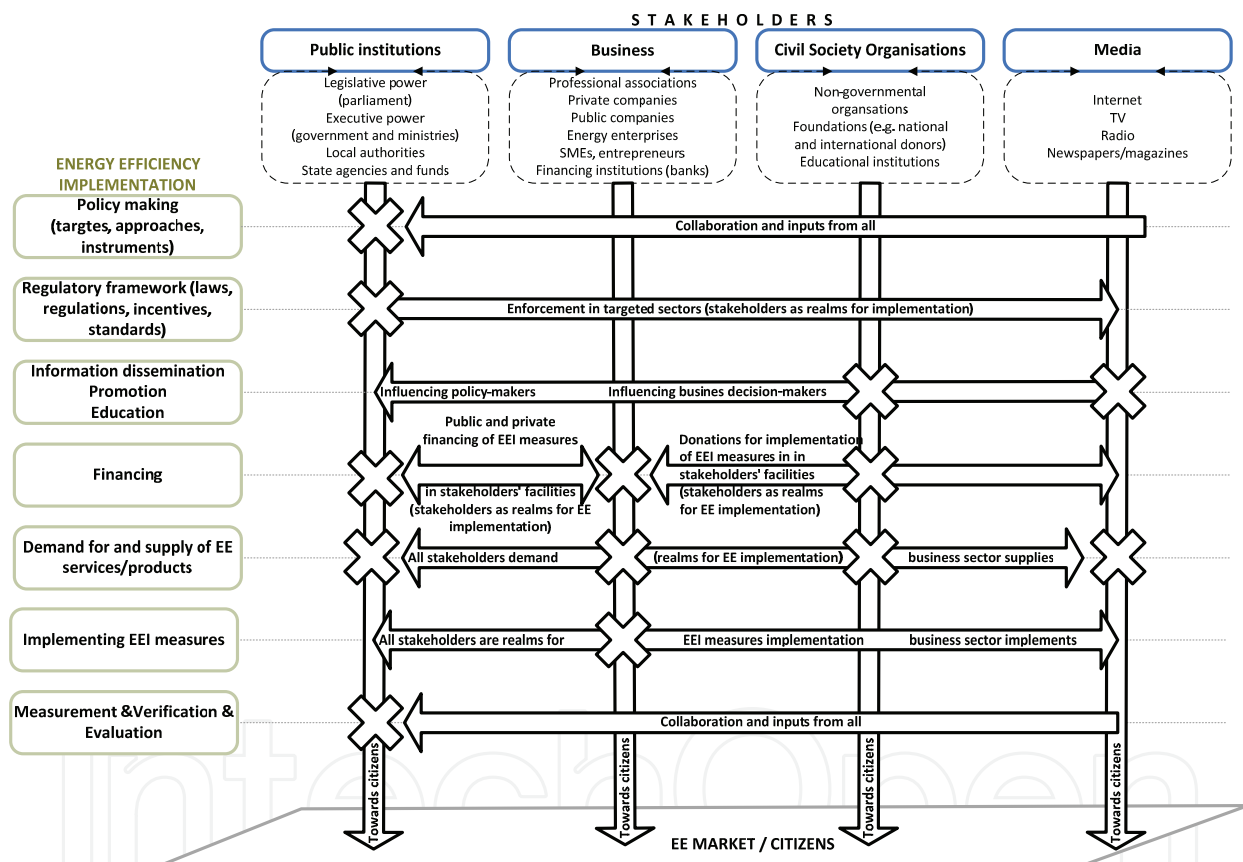 STAKEHOLDERS
Public institutions
Business
Civil Society Organisations
Media
Legislative power
(parliament)
Executive power
(government and ministries)
Local authorities
State agencies and funds
Professional associations
Private companies
Public companies
Energy enterprises
SMEs, entrepreneurs
Financing institutions (banks)
Non-governmental
organsations
Foundations (e.g. national
and international donors)
Educational institutions
Internet
TV
Radio
Newspapers/magazines
ENERGY EFFICIENCY
IMPLEMENTATION
Policy making
(targtes, approaches,
instruments)
Collaboration and inputs from all
Regulatory framework (laws,
regulations, incentives,
standards)
Enforcement in targeted sectors (stakeholders as realms for implementation)
Information dissemination
Promotion
Education
Influencing policy-makers
Influencing busines decision-makers
Financing
Public and private
financing of EEI measures
in stakeholders' facilities
(stakeholders as realms for EE
implementation)
Donations for implementation
of EEI measures in in
stakeholders' facilities
(stakeholders as realms
for EE implementation)
Demand for and supply of EE
services/products
All stakeholders demand
(realms for EE implementation)
business sector supplies
Implementing EEI measures
All stakeholders are realms for
EEI measures implementation
business sector implements
Measurement &Verification &
Evaluation
Collaboration and inputs from all
Towards citizens
Towards citizens
Towards citizens
Towards citizens
EE MARKET / CITIZENS
IntechOpen